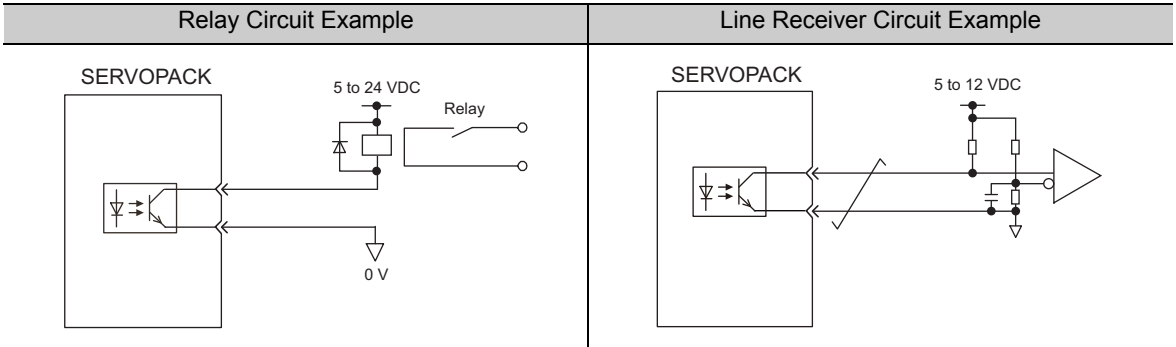 Relay Circuit Example
Line Receiver Circuit Example
SERVOPACK
5 to 24 VDC
Relay
0 V
SERVOPACK
5 to 12 VDC